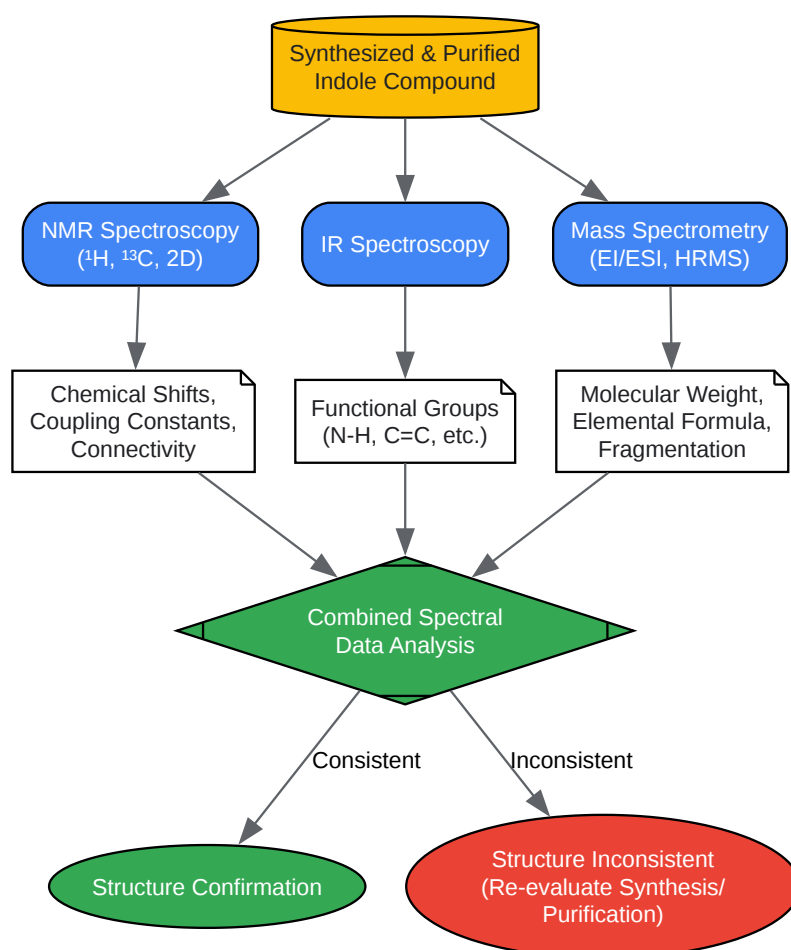 Synthesized & Purified
Indole Compound
NMR Spectroscopy
(¹H, ¹³C, 2D)
IR Spectroscopy
Mass Spectrometry
(EI/ESI, HRMS)
Chemical Shifts,
Coupling Constants,
Connectivity
Functional Groups
(N-H, C=C, etc.)
Molecular Weight,
Elemental Formula,
Fragmentation
Combined Spectral
Data Analysis
Consistent
Inconsistent
Structure Confirmation
Structure Inconsistent
(Re-evaluate Synthesis/
Purification)